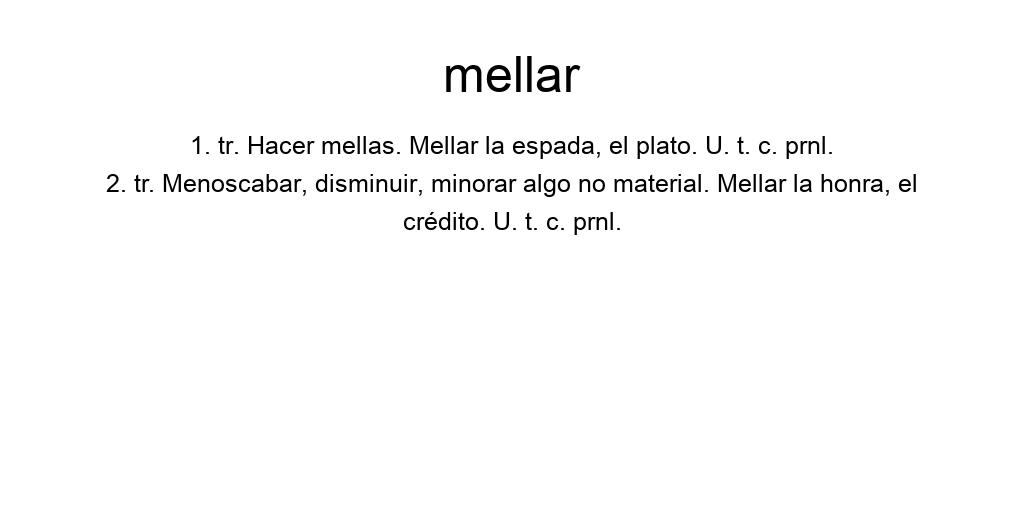 mellar
1. tr. Hacer mellas. Mellar la espada, el plato. U. t. c. prnl.
2. tr. Menoscabar, disminuir, minorar algo no material. Mellar la honra, el
crédito. U. t. c. prnl.